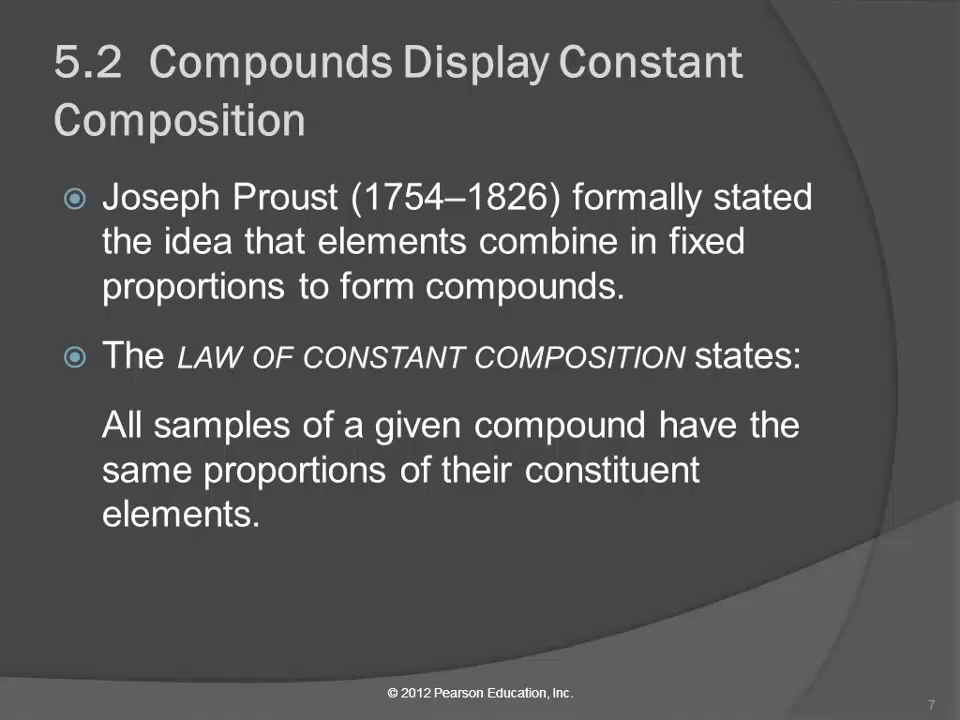 5.2 Compounds Display Constant
Composition
Joseph Proust (1754–1826) formally stated
the idea that elements combine in fixed
proportions to form compounds.
The LAW OF CONSTANT COMPOSITION states:
All samples of a given compound have the
same proportions of their constituent
elements.
© 2012 Pearson Education, Inc.
7